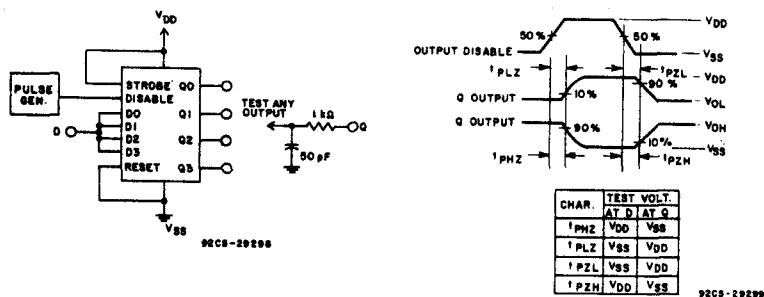 VDD
PULSE
GEN.
STROBE
DISABLE
D
D0
D1
D2
D3
RESET
Q0
Q1
Q2
Q3
TEST ANY
OUTPUT
1 kΩ
Q
50 pF
VSS
92CS-29298
OUTPUT DISABLE
50%
50%
VDD
VSS
tPLZ
tPZL
VDD
90%
10%
Q OUTPUT
VOL
Q OUTPUT
VOH
90%
10%
VSS
tPHZ
tPZH
CHAR. TEST VOLT.
AT D AT Q
tPHZ VDD VSS
tPLZ VSS VDD
tPZL VSS VDD
tPZH VDD VSS
92CS-29299